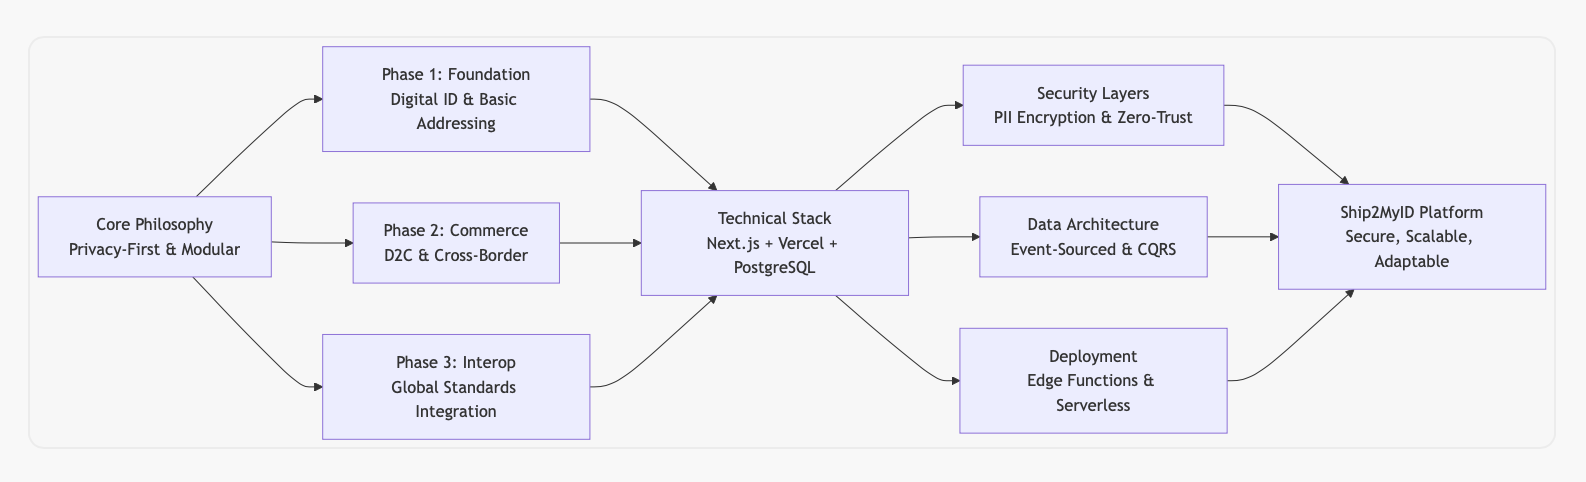 Core Philosophy
Privacy-First & Modular
Phase 1: Foundation
Digital ID & Basic
Addressing
Phase 2: Commerce
D2C & Cross-Border
Phase 3: Interop
Global Standards
Integration
Technical Stack
Next.js + Vercel +
PostgreSQL
Security Layers
PII Encryption & Zero-Trust
Data Architecture
Event-Sourced & CQRS
Deployment
Edge Functions &
Serverless
Ship2MyID Platform
Secure, Scalable,
Adaptable